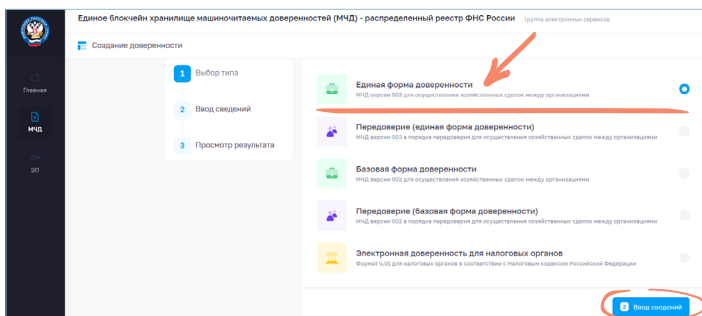 Единое блокчейн хранилище машиночитаемых доверенностей (МЧД) - распределенный реестр ФНС России Группа электронных сервисов
Создание доверенности
Главная
МЧД
ЭП
1 Выбор типа
2 Ввод сведений
3 Просмотр результата
Единая форма доверенности
МЧД версии 003 для осуществления хозяйственных сделок между организациями
Передоверие (единая форма доверенности)
МЧД версии 003 в порядке передоверия для осуществления хозяйственных сделок между организациями
Базовая форма доверенности
МЧД версии 002 для осуществления хозяйственных сделок между организациями
Передоверие (базовая форма доверенности)
МЧД версии 002 в порядке передоверия для осуществления хозяйственных сделок между организациями
Электронная доверенность для налоговых органов
Формат 5.01 для налоговых органов в соответствии с Налоговым кодексом Российской Федерации
2 Ввод сведений